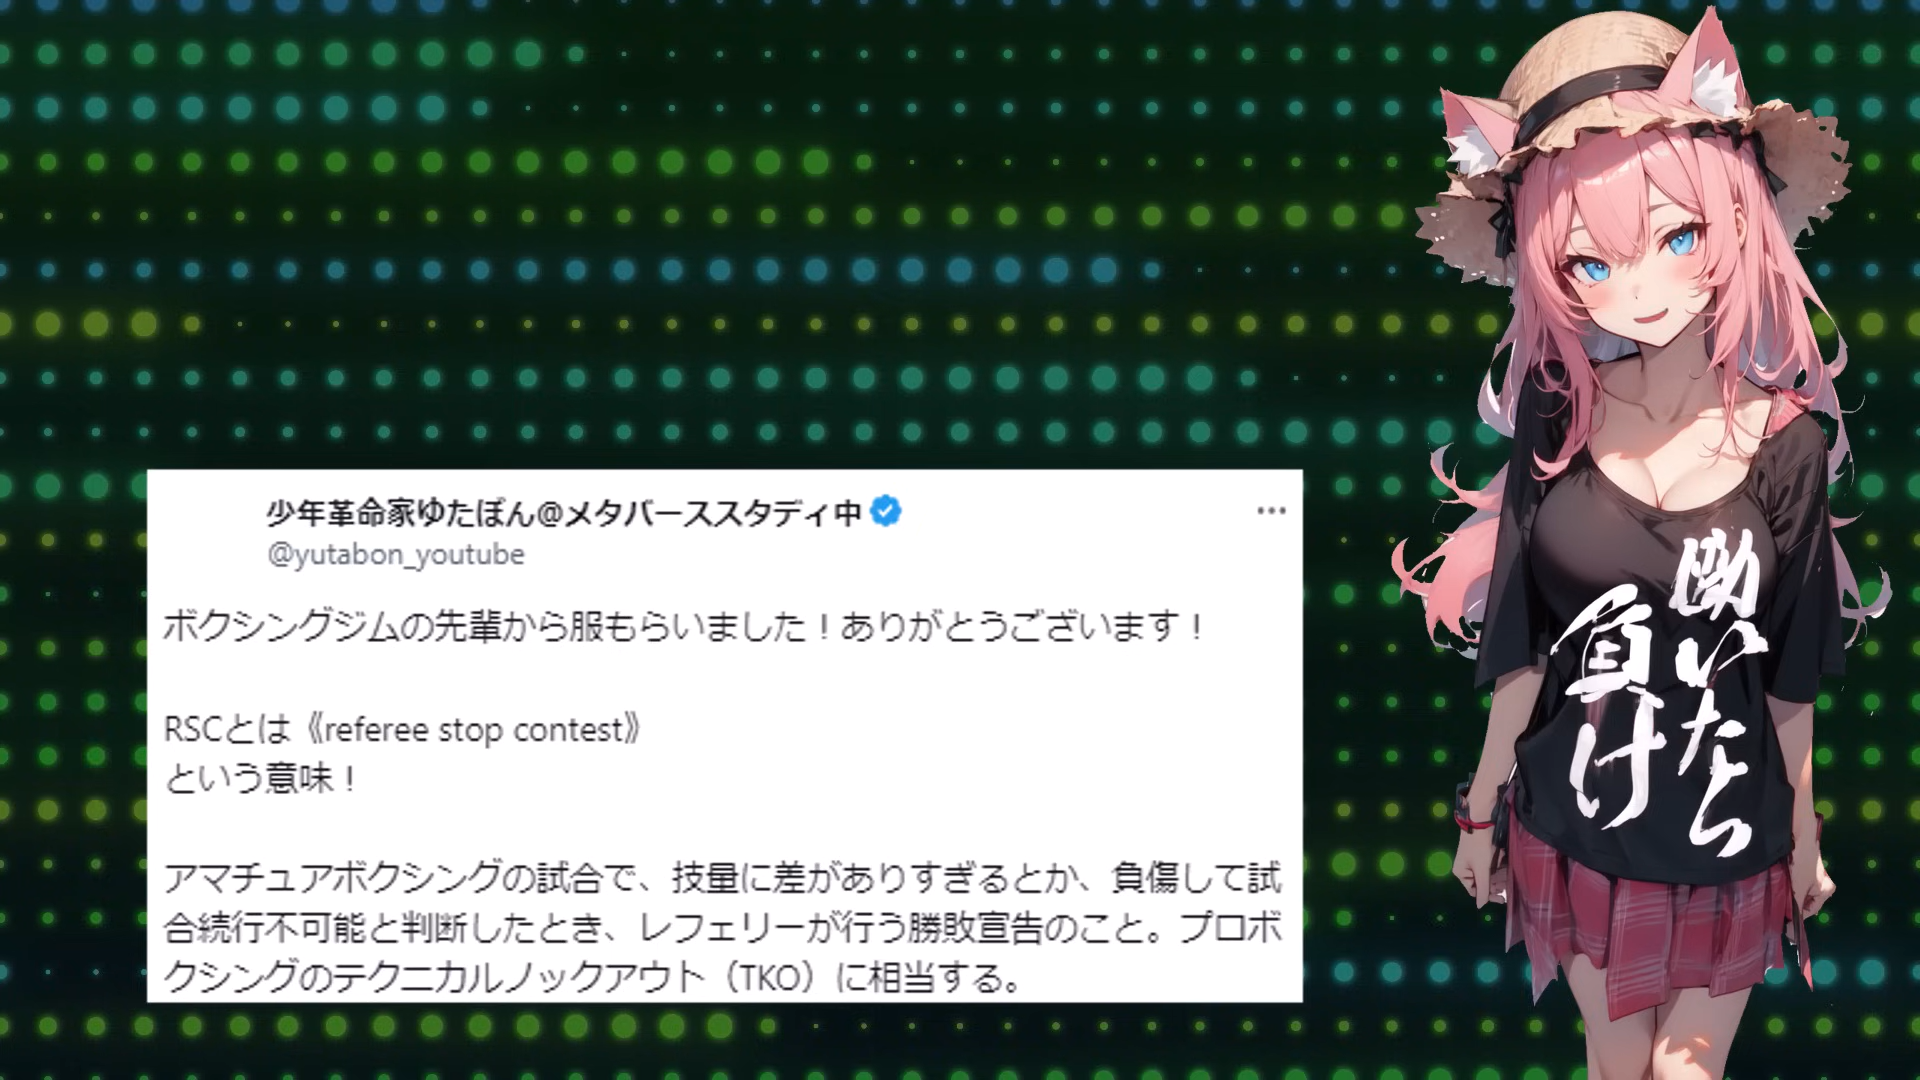 少年革命家ゆたぼん@メタバーススタディ中
@yutabon_youtube
ボクシングジムの先輩から服もらいました！ありがとうございます！
RSCとは《referee stop contest》
という意味！
アマチュアボクシングの試合で、技量に差がありすぎるとか、負傷して試
合続行不可能と判断したとき、レフェリーが行う勝敗宣告のこと。プロボ
クシングのテクニカルノックアウト（TKO）に相当する。
働いたら
負け